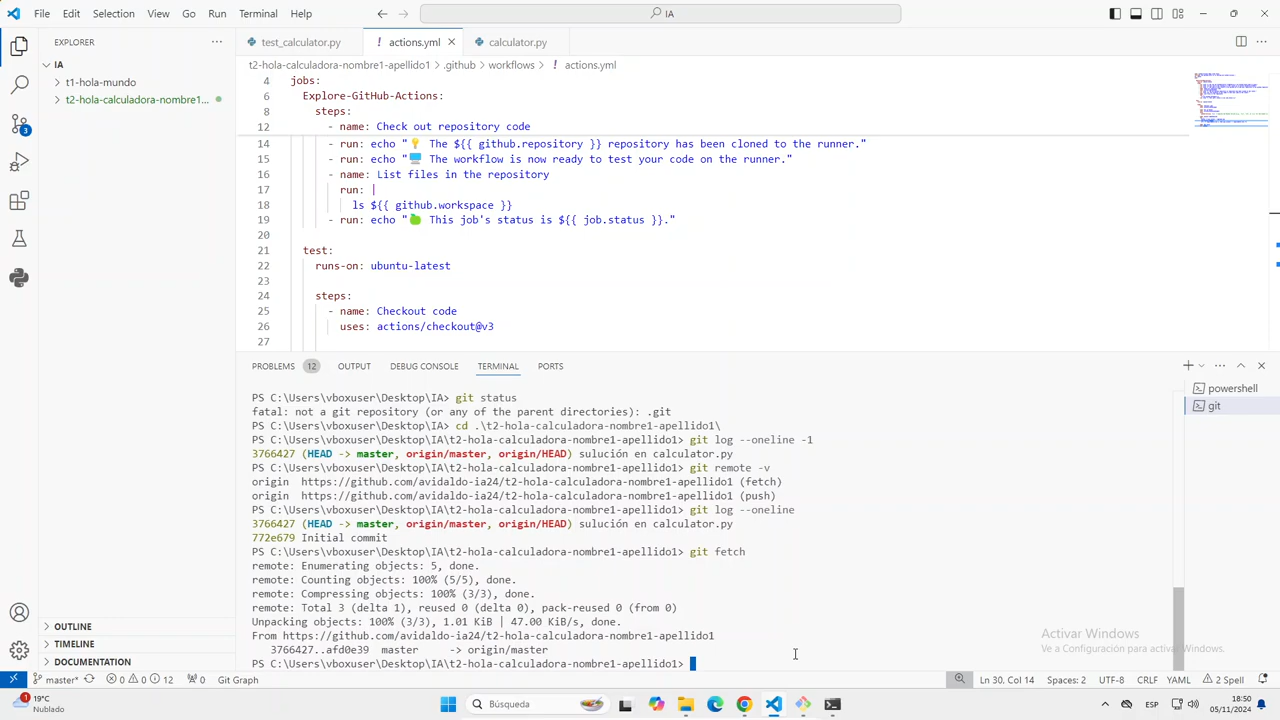 File Edit Selection View Go Run Terminal Help
IA
EXPLORER
IA
t1-hola-mundo
t2-hola-calculadora-nombre1...
OUTLINE
TIMELINE
DOCUMENTATION
3
test_calculator.py
! actions.yml
calculator.py
t2-hola-calculadora-nombre1-apellido1 > .github > workflows > ! actions.yml
4 jobs:
6 Explore-GitHub-Actions:
12 - name: Check out repository code
14 - run: echo "💡 The ${{ github.repository }} repository has been cloned to the runner."
15 - run: echo "🖥️ The workflow is now ready to test your code on the runner."
16 - name: List files in the repository
17 run: |
18 ls ${{ github.workspace }}
19 - run: echo "🍏 This job's status is ${{ job.status }}."
20
21 test:
22 runs-on: ubuntu-latest
23
24 steps:
25 - name: Checkout code
26 uses: actions/checkout@v3
27
PROBLEMS 12 OUTPUT DEBUG CONSOLE TERMINAL PORTS
powershell
git
PS C:\Users\vboxuser\Desktop\IA> git status
fatal: not a git repository (or any of the parent directories): .git
PS C:\Users\vboxuser\Desktop\IA> cd .\t2-hola-calculadora-nombre1-apellido1\
PS C:\Users\vboxuser\Desktop\IA\t2-hola-calculadora-nombre1-apellido1> git log --oneline -1
3766427 (HEAD -> master, origin/master, origin/HEAD) sulución en calculator.py
PS C:\Users\vboxuser\Desktop\IA\t2-hola-calculadora-nombre1-apellido1> git remote -v
origin https://github.com/avidaldo-ia24/t2-hola-calculadora-nombre1-apellido1 (fetch)
origin https://github.com/avidaldo-ia24/t2-hola-calculadora-nombre1-apellido1 (push)
PS C:\Users\vboxuser\Desktop\IA\t2-hola-calculadora-nombre1-apellido1> git log --oneline
3766427 (HEAD -> master, origin/master, origin/HEAD) sulución en calculator.py
772e679 Initial commit
PS C:\Users\vboxuser\Desktop\IA\t2-hola-calculadora-nombre1-apellido1> git fetch
remote: Enumerating objects: 5, done.
remote: Counting objects: 100% (5/5), done.
remote: Compressing objects: 100% (3/3), done.
remote: Total 3 (delta 1), reused 0 (delta 0), pack-reused 0 (from 0)
Unpacking objects: 100% (3/3), 1.01 KiB | 47.00 KiB/s, done.
From https://github.com/avidaldo-ia24/t2-hola-calculadora-nombre1-apellido1
3766427..afd0e39 master -> origin/master
PS C:\Users\vboxuser\Desktop\IA\t2-hola-calculadora-nombre1-apellido1>
Activar Windows
Ve a Configuración para activar Windows.
master* 0 0 12 0 Git Graph Ln 30, Col 14 Spaces: 2 UTF-8 CRLF YAML 2 Spell
1 19°C
Nublado
Búsqueda
ESP
18:50
05/11/2024